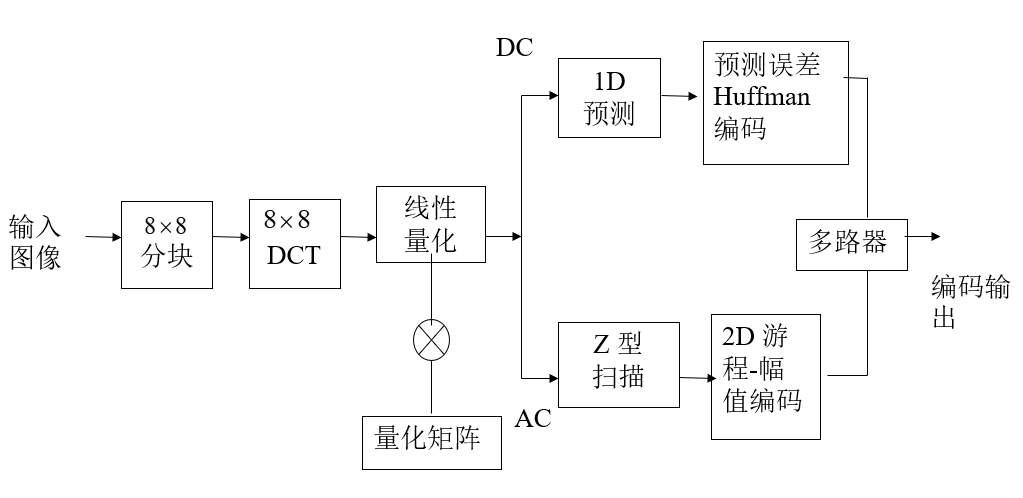 输入
图像
8×8
分块
8×8
DCT
线性
量化
量化矩阵
DC
1D
预测
预测误差
Huffman
编码
AC
Z 型
扫描
2D 游
程-幅
值编码
多路器
编码输
出